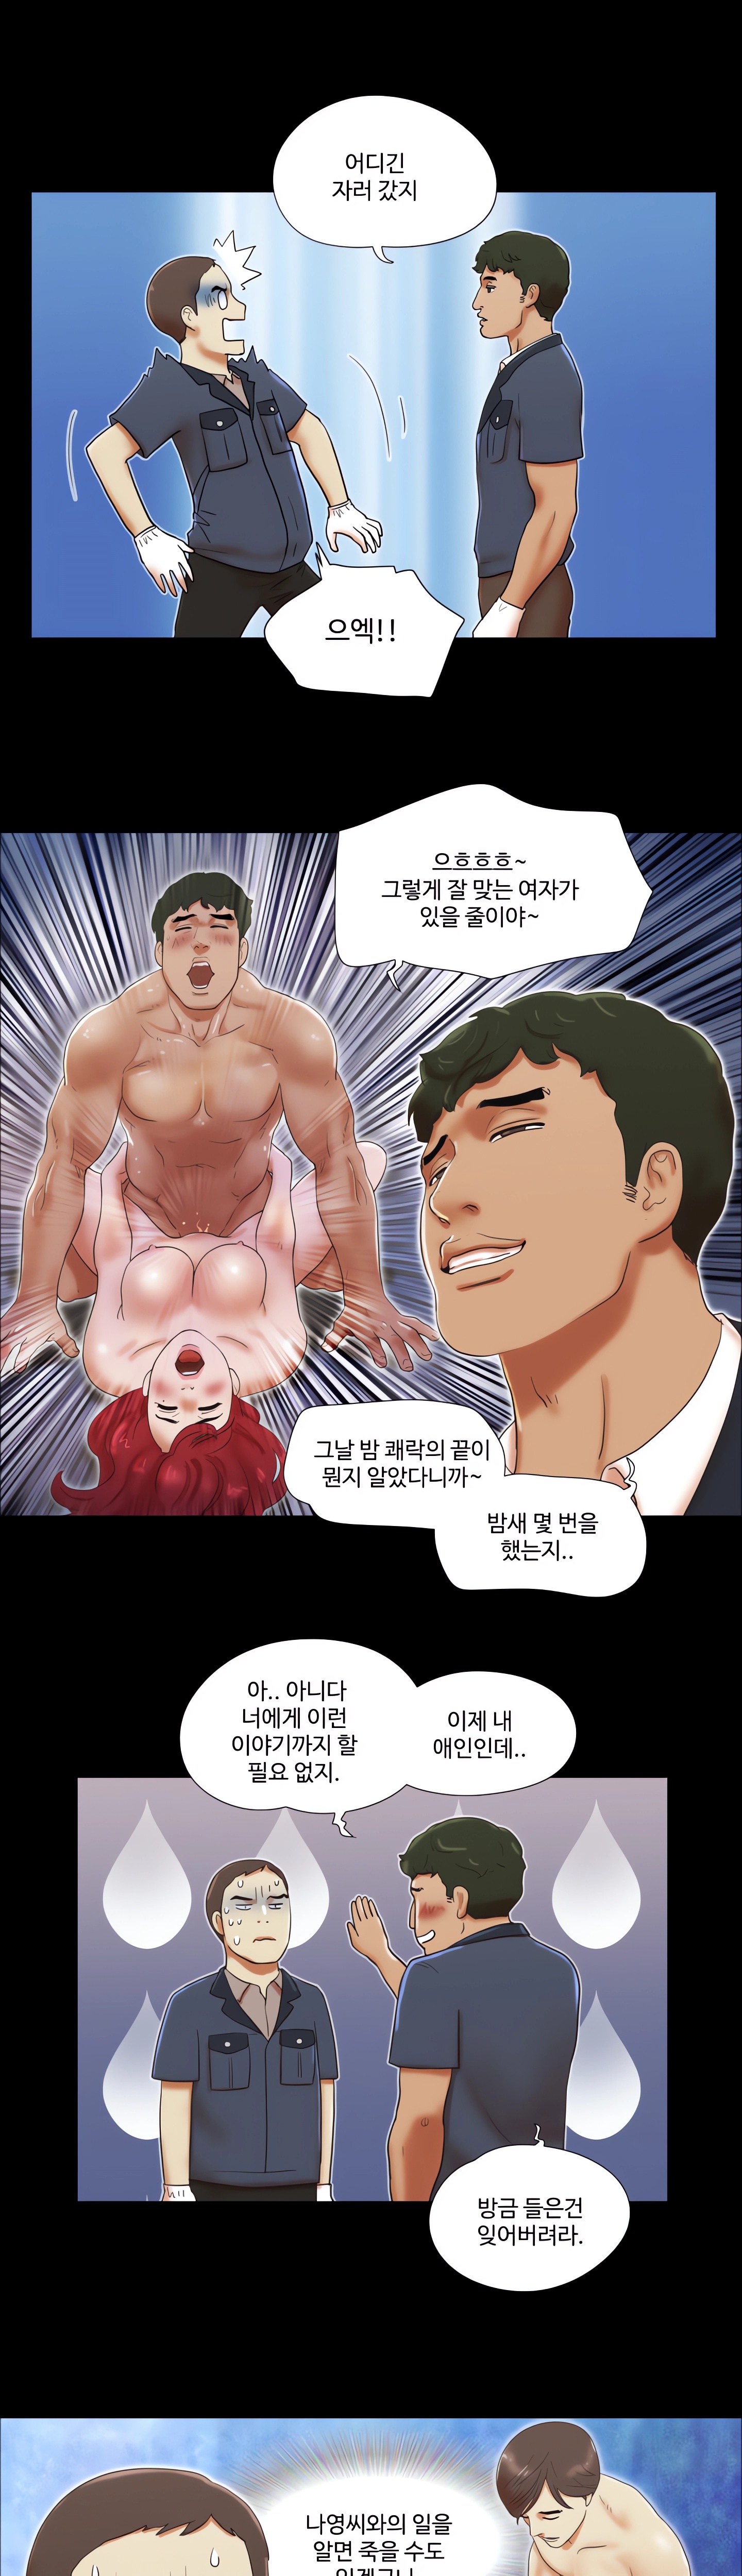 어디긴
자러 갔지
으엑!!
으흐흐흐~
그렇게 잘 맞는 여자가
있을 줄이야~
그날 밤 쾌락의 끝이
뭔지 알았다니까~
밤새 몇 번을
했는지..
아.. 아니다
너에게 이런
이야기까지 할
필요 없지.
이제 내
애인인데..
방금 들은건
잊어버려라.
나영씨와의 일을
알면 죽을 수도